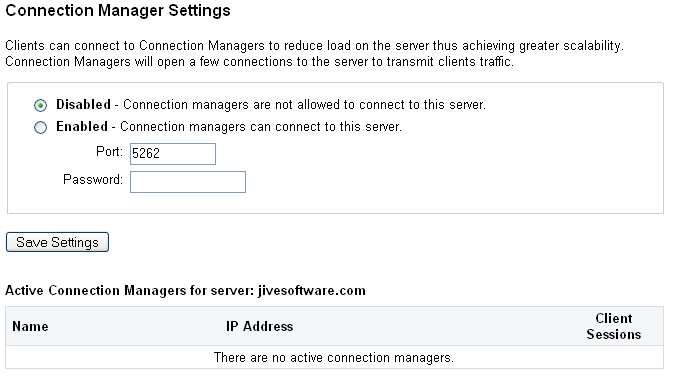 Connection Manager Settings
Clients can connect to Connection Managers to reduce load on the server thus achieving greater scalability.
Connection Managers will open a few connections to the server to transmit clients traffic.
Disabled - Connection managers are not allowed to connect to this server.
Enabled - Connection managers can connect to this server.
Port: 5262
Password:
Save Settings
Active Connection Managers for server: jivesoftware.com
Name IP Address Client Sessions
There are no active connection managers.